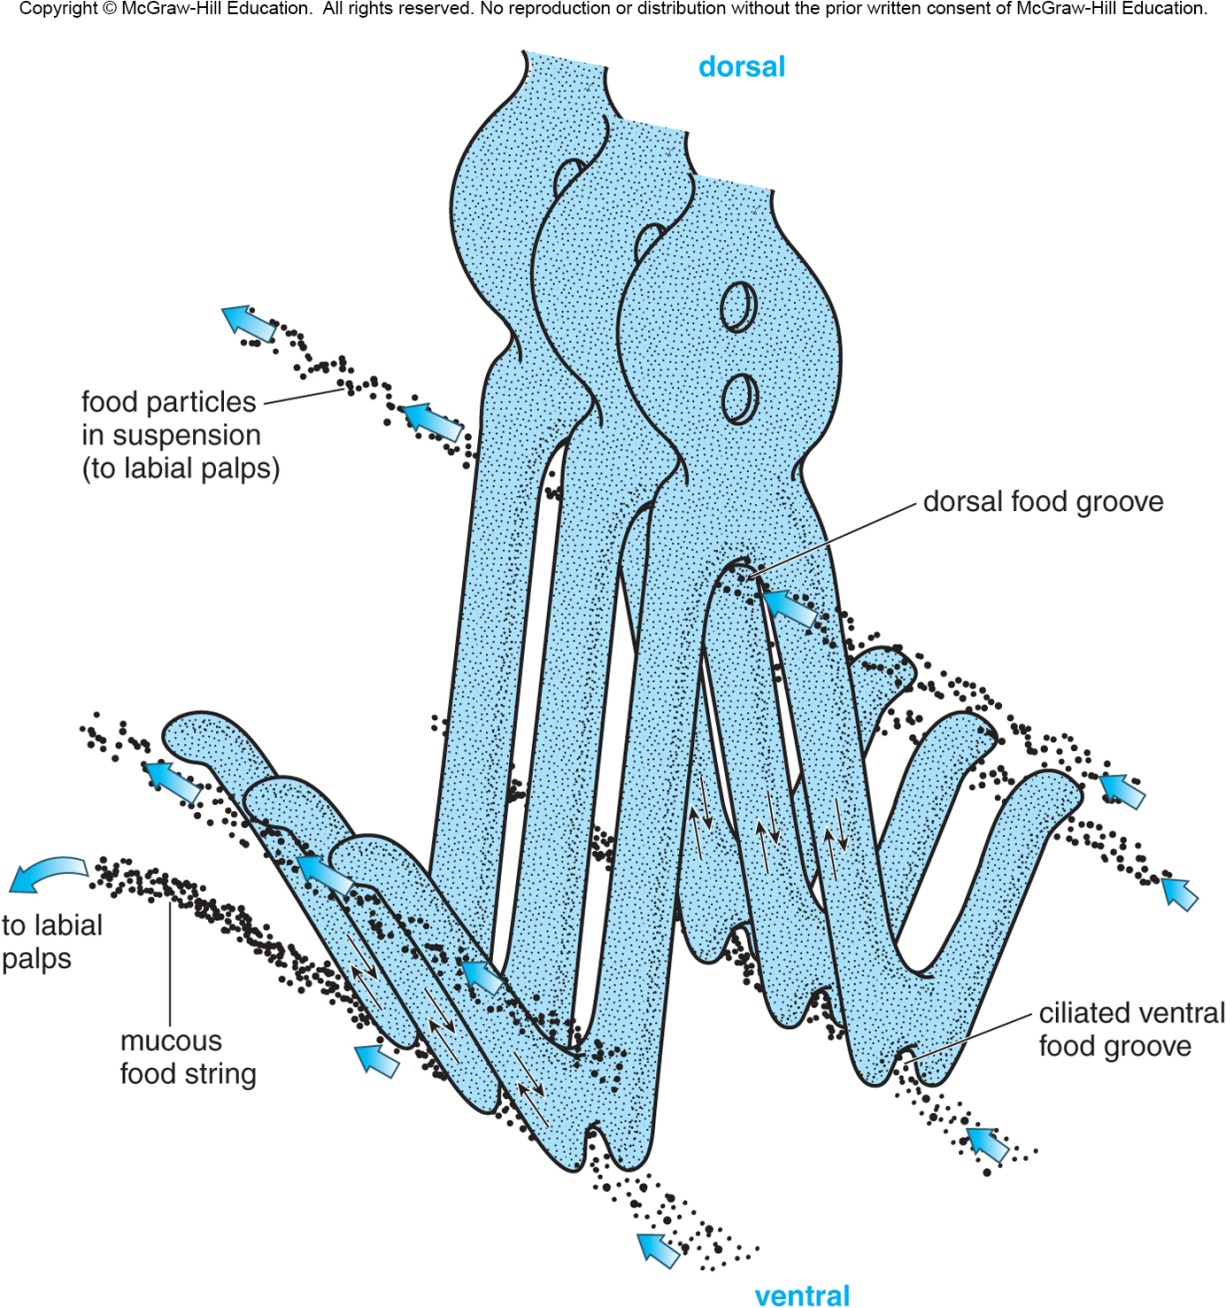 Copyright © McGraw-Hill Education. All rights reserved. No reproduction or distribution without the prior written consent of McGraw-Hill Education.
dorsal
food particles
in suspension
(to labial palps)
dorsal food groove
to labial
palps
mucous
food string
ciliated ventral
food groove
ventral